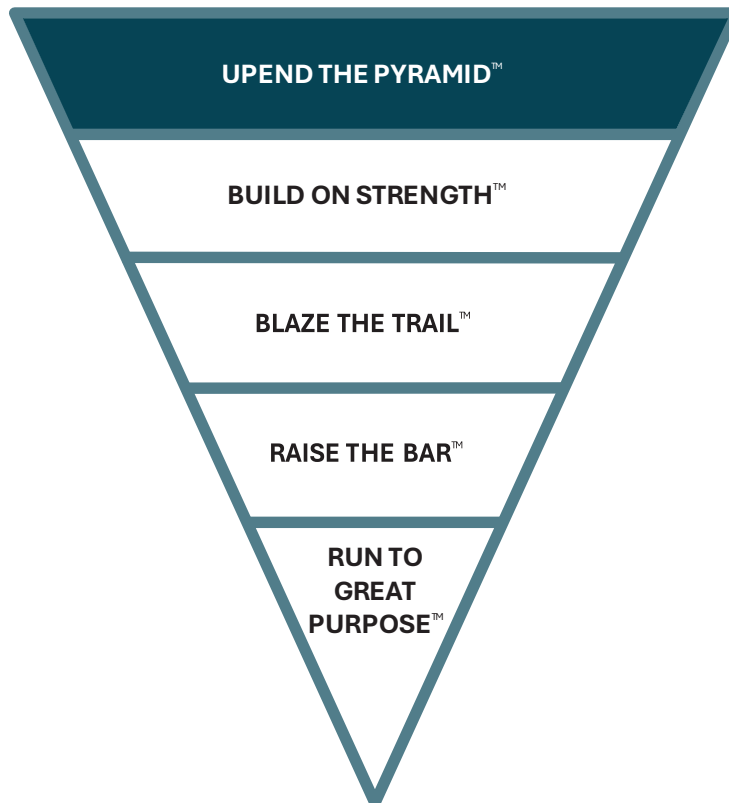 UPEND THE PYRAMID™
BUILD ON STRENGTH™
BLAZE THE TRAIL™
RAISE THE BAR™
RUN TO
GREAT
PURPOSE™